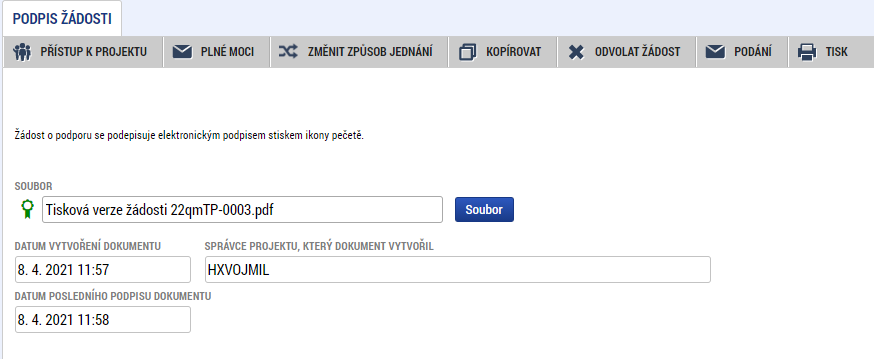 PODPIS ŽÁDOSTI
PŘÍSTUP K PROJEKTU PLNÉ MOCI ZMĚNIT ZPŮSOB JEDNÁNÍ KOPÍROVAT ODVOLAT ŽÁDOST PODÁNÍ TISK
Žádost o podporu se podepisuje elektronickým podpisem stiskem ikony pečetě.
SOUBOR
Tisková verze žádosti 22qmTP-0003.pdf Soubor
DATUM VYTVOŘENÍ DOKUMENTU SPRÁVCE PROJEKTU, KTERÝ DOKUMENT VYTVOŘIL
8. 4. 2021 11:57 HXVOJMIL
DATUM POSLEDNÍHO PODPISU DOKUMENTU
8. 4. 2021 11:58